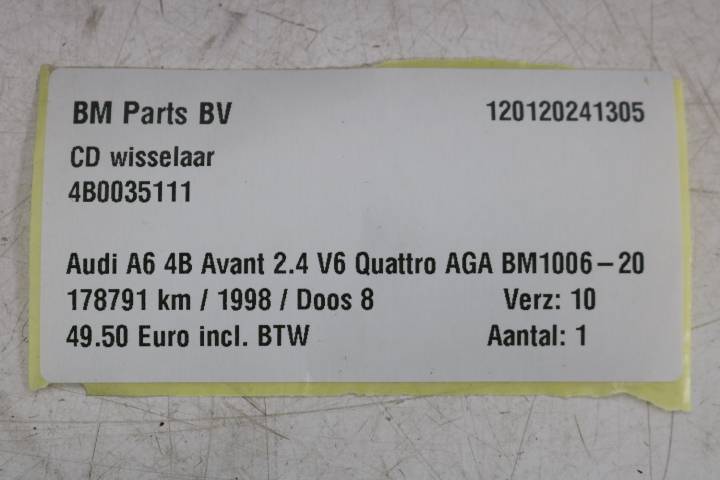 BM Parts BV 120120241305
CD wisselaar
4B0035111
Audi A6 4B Avant 2.4 V6 Quattro AGA BM1006-20
178791 km / 1998 / Doos 8 Verz: 10
49.50 Euro incl. BTW Aantal: 1